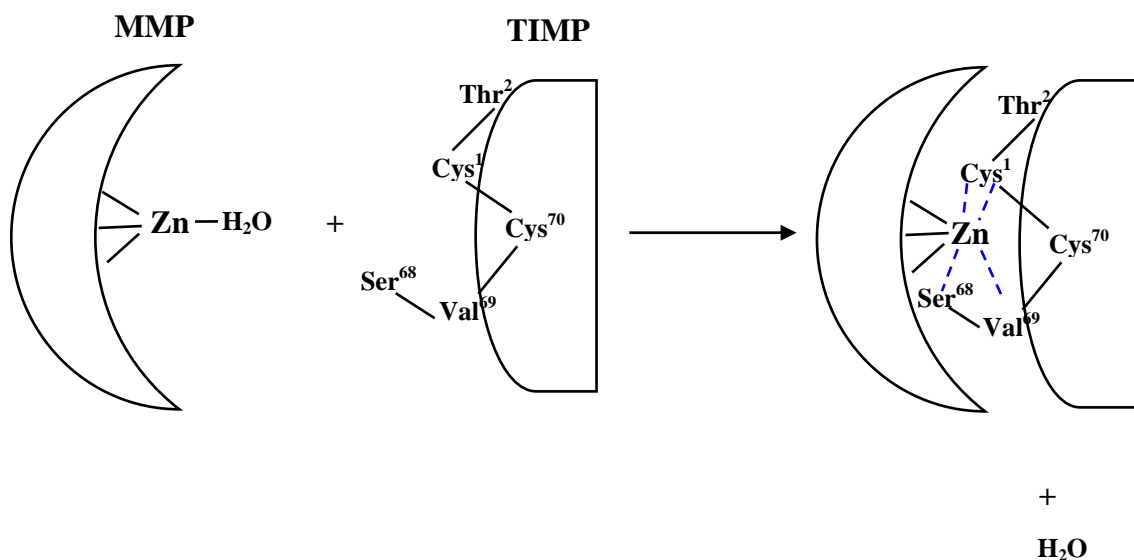 MMP
TIMP
Thr²
Cys¹
Zn
H₂O
+
Cys⁷⁰
Ser⁶⁸
Val⁶⁹
Thr²
Cys¹
Zn
Cys⁷⁰
Ser⁶⁸
Val⁶⁹
+
H₂O